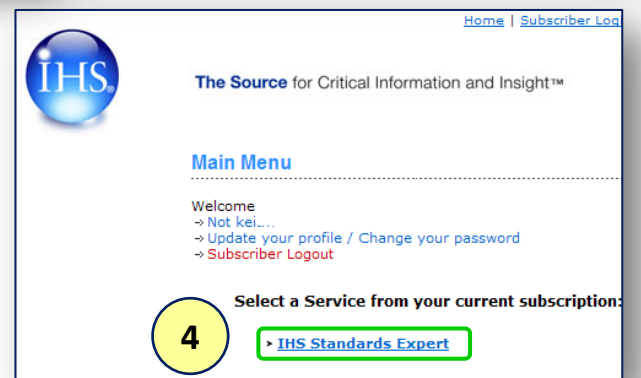 Home | Subscriber Log
IHS®
The Source for Critical Information and Insight™
Main Menu
Welcome
→ Not
→ Update your profile / Change your password
→ Subscriber Logout
Select a Service from your current subscription:
4
› IHS Standards Expert